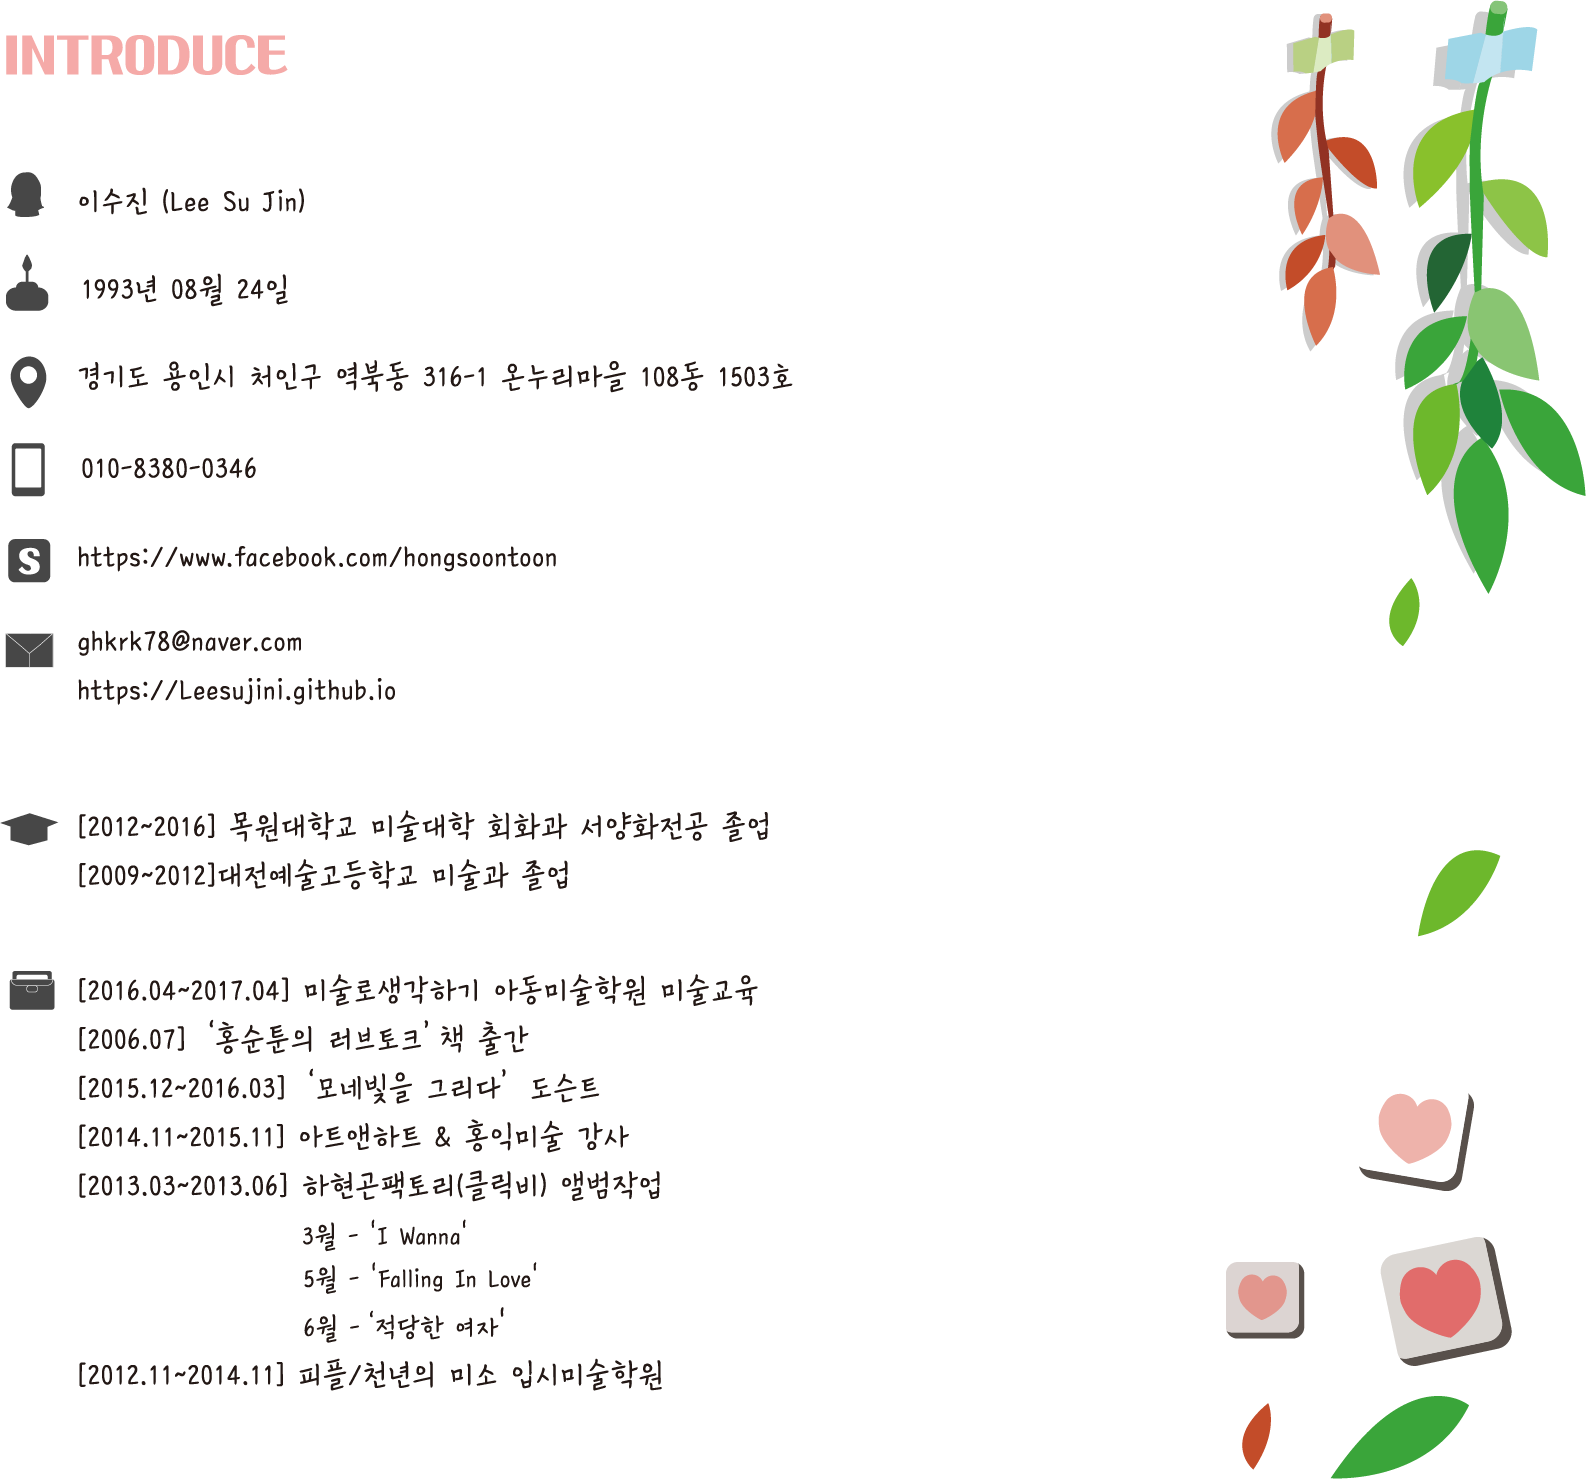 INTRODUCE
이수진 (Lee Su Jin)
1993년 08월 24일
경기도 용인시 처인구 역북동 316-1 온누리마을 108동 1503호
010-8380-0346
S https://www.facebook.com/hongsoontoon
ghkrk78@naver.com
https://Leesujini.github.io
[2012~2016] 목원대학교 미술대학 회화과 서양화전공 졸업
[2009~2012]대전예술고등학교 미술과 졸업
[2016.04~2017.04] 미술로생각하기 아동미술학원 미술교육
[2006.07] ‘홍순툰의 러브토크’ 책 출간
[2015.12~2016.03] ‘모네빛을 그리다’ 도슨트
[2014.11~2015.11] 아트앤하트 & 홍익미술 강사
[2013.03~2013.06] 하현곤팩토리(클릭비) 앨범작업
3월 - ‘I Wanna‘
5월 - ‘Falling In Love‘
6월 - ‘적당한 여자‘
[2012.11~2014.11] 피플/천년의 미소 입시미술학원